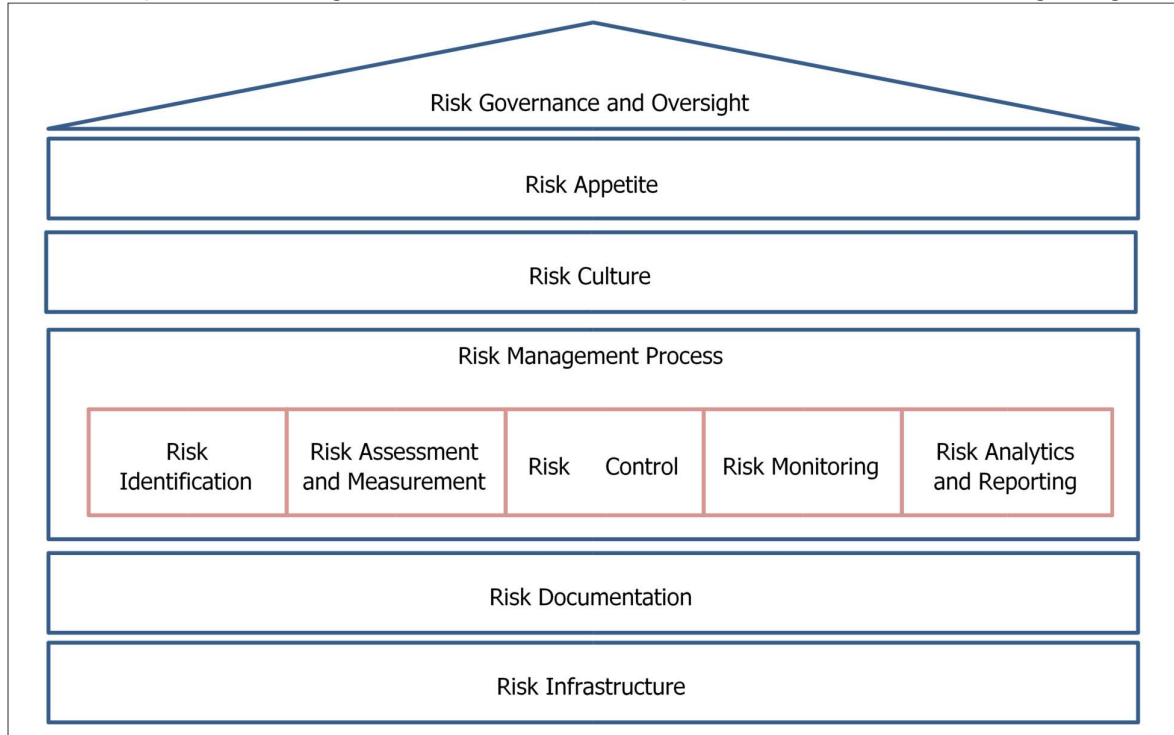 Risk Governance and Oversight
Risk Appetite
Risk Culture
Risk Management Process
Risk
Identification
Risk Assessment
and Measurement
Risk Control
Risk Monitoring
Risk Analytics
and Reporting
Risk Documentation
Risk Infrastructure